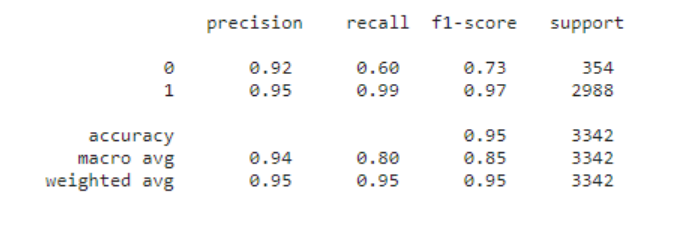 precision recall f1-score support
0 0.92 0.60 0.73 354
1 0.95 0.99 0.97 2988
accuracy 0.95 3342
macro avg 0.94 0.80 0.85 3342
weighted avg 0.95 0.95 0.95 3342